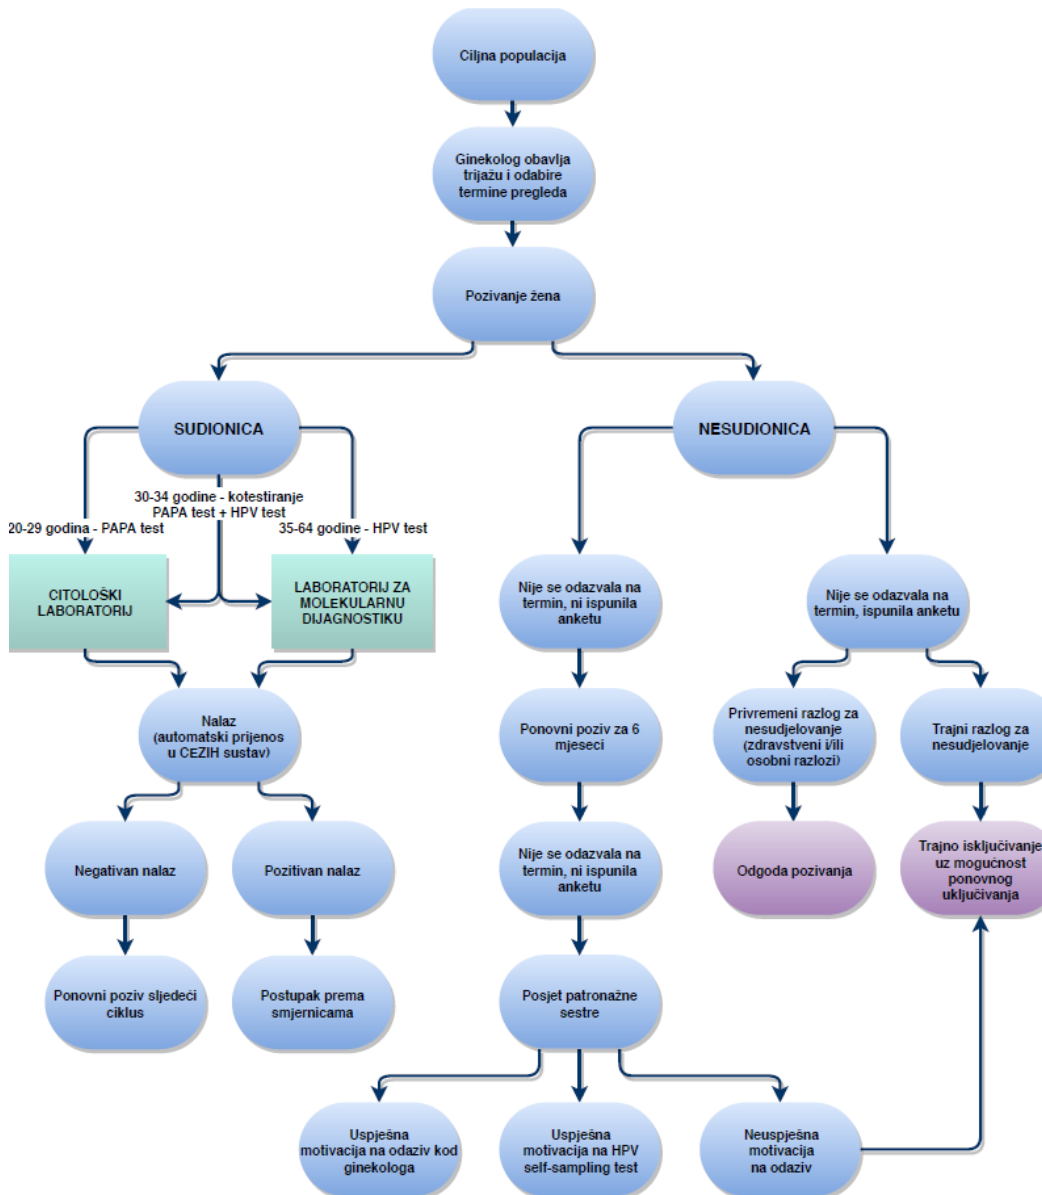 Ciljna populacija
Ginekolog obavlja
trijažu i odabire
termine pregleda
Pozivanje žena
SUDIONICA
NESUDIONICA
30-34 godine - kotestiranje
PAPA test + HPV test
20-29 godina - PAPA test
35-64 godine - HPV test
CITOLOŠKI
LABORATORIJ
LABORATORIJ ZA
MOLEKULARNU
DIJAGNOSTIKU
Nije se odazvala na
termin, ni ispunila
anketu
Nije se odazvala na
termin, ispunila anketu
Nalaz
(automatski prijenos
u CEZIH sustav)
Ponovni poziv za 6
mjeseci
Privremeni razlog za
nesudjelovanje
(zdravstveni i/ili
osobni razlozi)
Trajni razlog za
nesudjelovanje
Negativan nalaz
Pozitivan nalaz
Nije se odazvala na
termin, ni ispunila
anketu
Odgoda pozivanja
Trajno isključivanje
uz mogućnost
ponovnog
uključivanja
Ponovni poziv sljedeći
ciklus
Postupak prema
smjernicama
Posjet patronažne
sestre
Uspješna
motivacija na odaziv kod
ginekologa
Uspješna
motivacija na HPV
self-sampling test
Neuspješna
motivacija
na odaziv